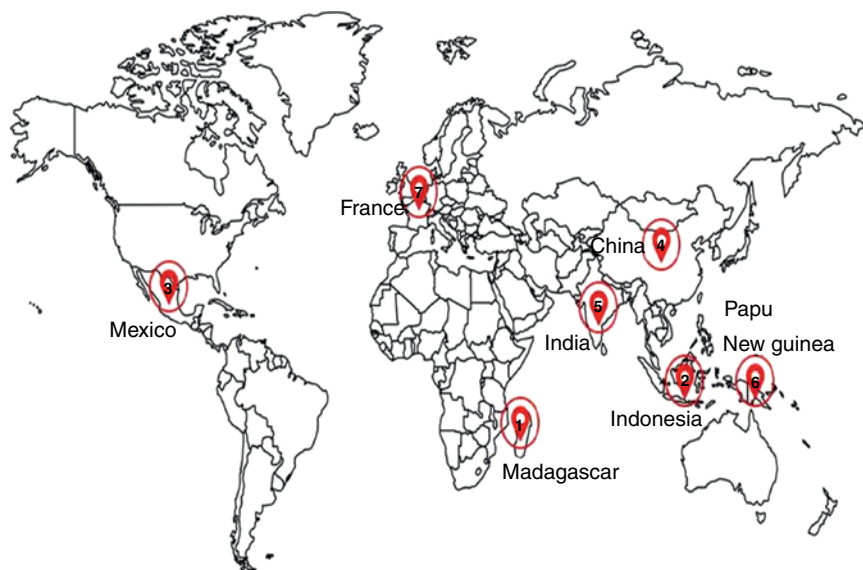 7
France
China
4
3
5
Papu
Mexico
India
New guinea
2
6
Indonesia
1
Madagascar